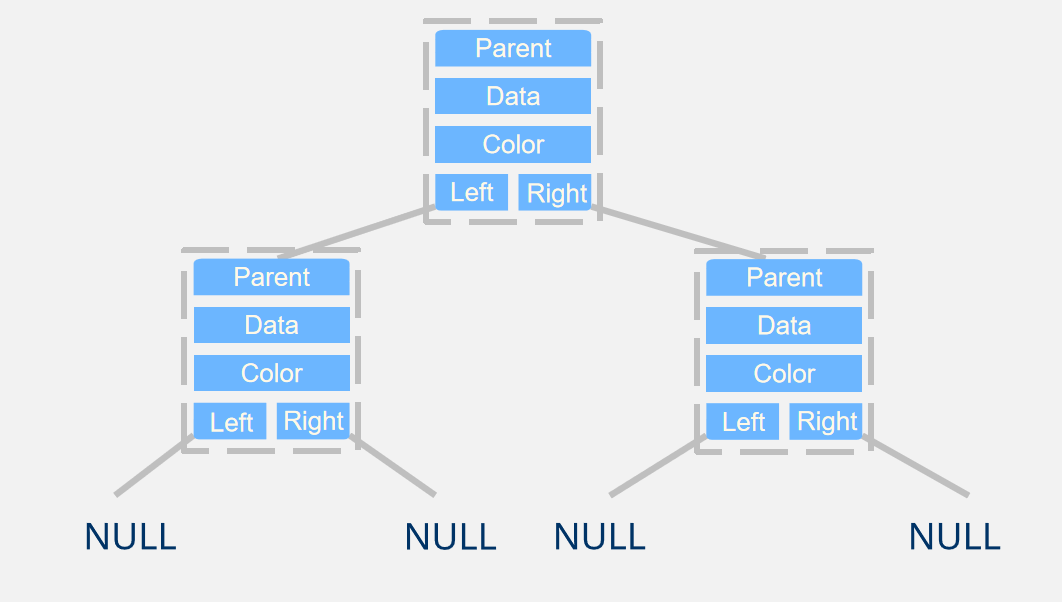 Parent
Data
Color
Left Right
Parent
Data
Color
Left Right
Parent
Data
Color
Left Right
NULL NULL NULL NULL